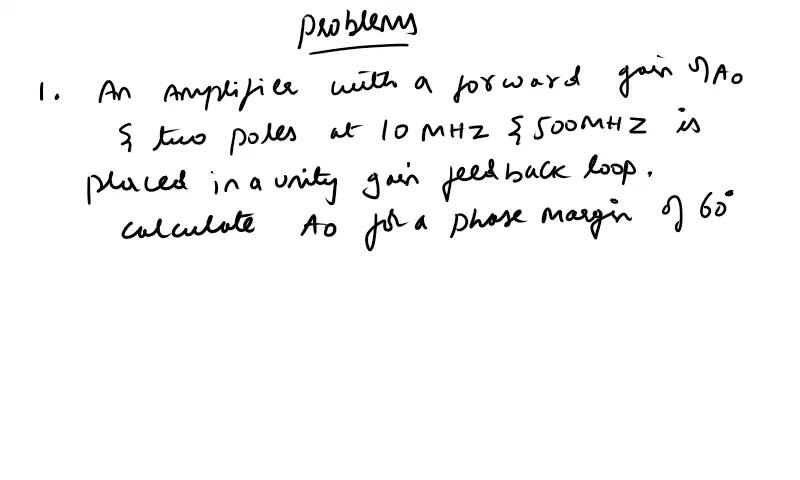 Problems
1. An Amplifier with a forward gain of A0
& two poles at 10 MHZ & 500MHZ is
placed in a unity gain feedback loop.
calculate A0 for a phase margin of 60°